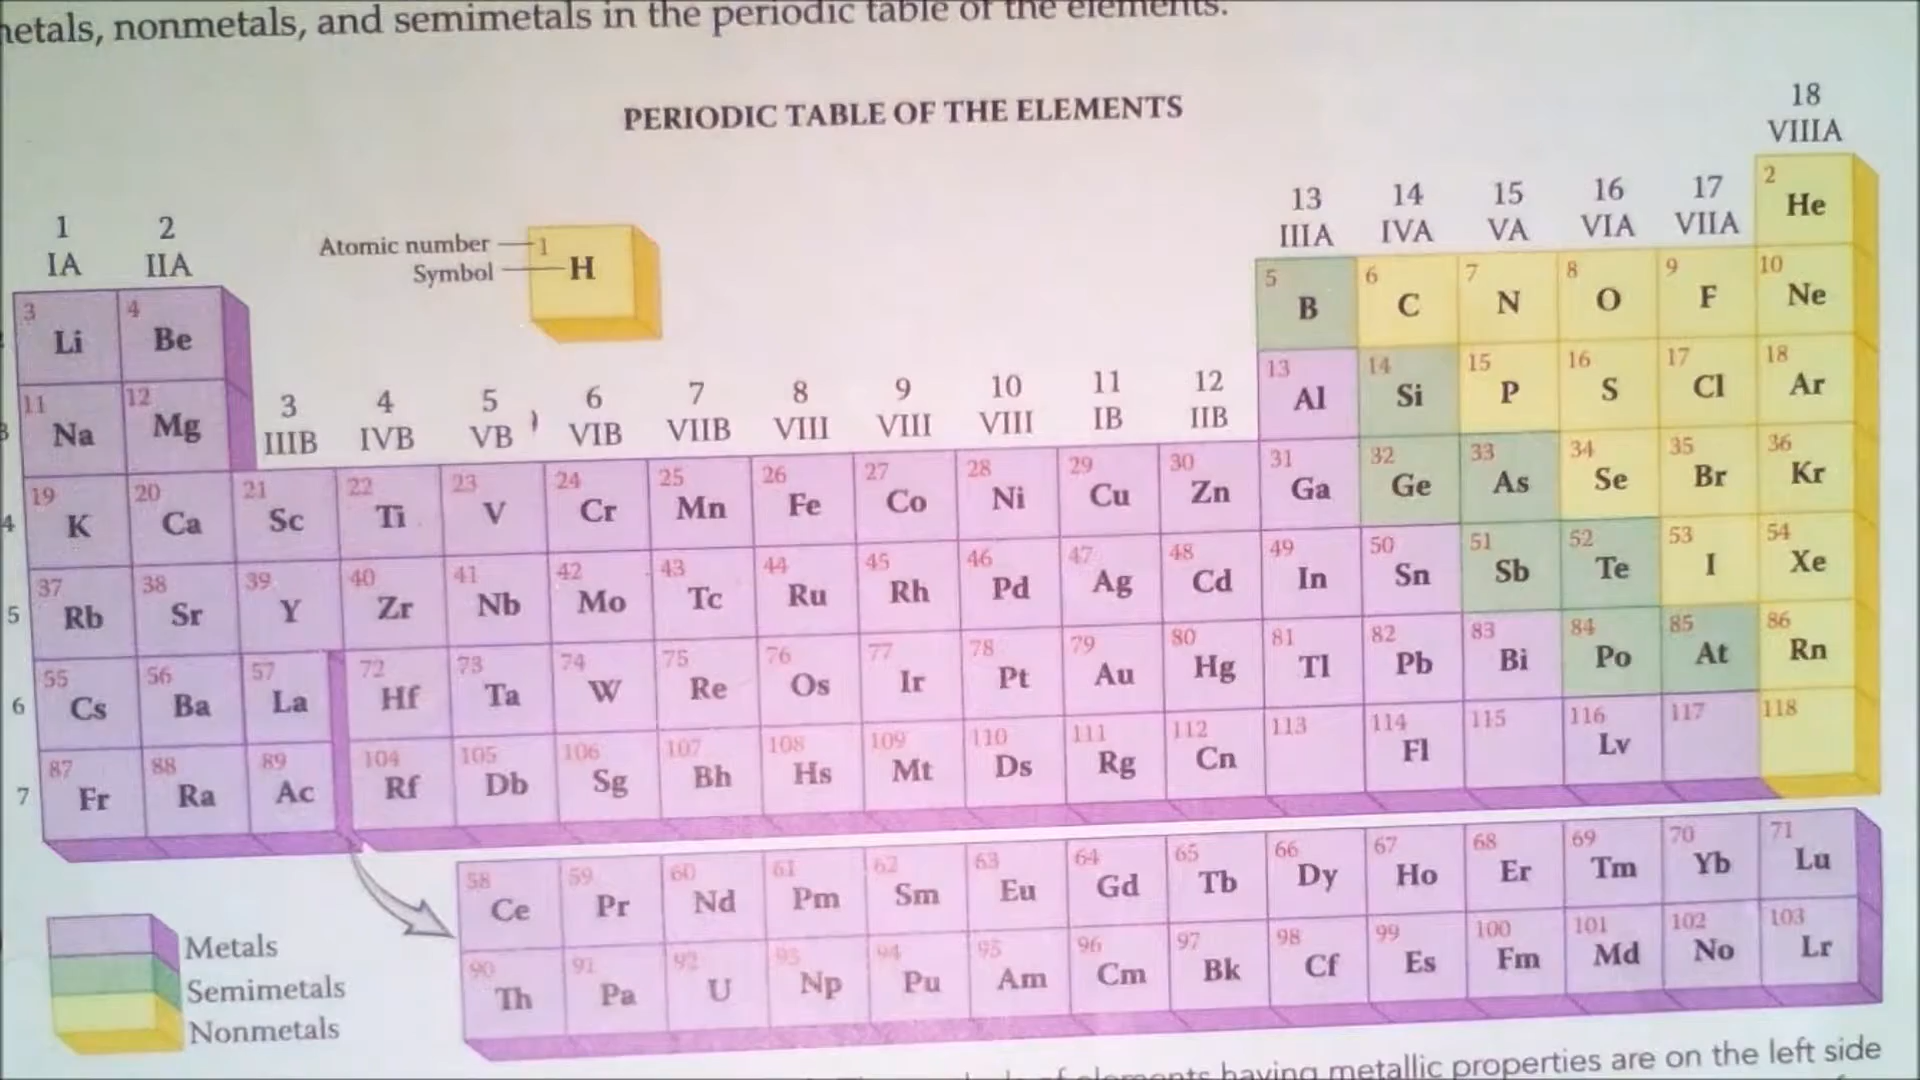 metals, nonmetals, and semimetals in the periodic table of the elements.
PERIODIC TABLE OF THE ELEMENTS
18
VIIIA
13 14 15 16 17
IIIA IVA VA VIA VIIA
2 He
1 2
IA IIA
Atomic number 1 H
Symbol
5 B 6 C 7 N 8 O 9 F 10 Ne
3 Li 4 Be
13 Al 14 Si 15 P 16 S 17 Cl 18 Ar
3 4 5 6 7 8 9 10 11 12
IIIB IVB VB VIB VIIB VIII VIII VIII IB IIB
3 11 Na 12 Mg
4 19 K 20 Ca 21 Sc 22 Ti 23 V 24 Cr 25 Mn 26 Fe 27 Co 28 Ni 29 Cu 30 Zn 31 Ga 32 Ge 33 As 34 Se 35 Br 36 Kr
5 37 Rb 38 Sr 39 Y 40 Zr 41 Nb 42 Mo 43 Tc 44 Ru 45 Rh 46 Pd 47 Ag 48 Cd 49 In 50 Sn 51 Sb 52 Te 53 I 54 Xe
6 55 Cs 56 Ba 57 La 72 Hf 73 Ta 74 W 75 Re 76 Os 77 Ir 78 Pt 79 Au 80 Hg 81 Tl 82 Pb 83 Bi 84 Po 85 At 86 Rn
7 87 Fr 88 Ra 89 Ac 104 Rf 105 Db 106 Sg 107 Bh 108 Hs 109 Mt 110 Ds 111 Rg 112 Cn 113 114 Fl 115 116 Lv 117 118
58 Ce 59 Pr 60 Nd 61 Pm 62 Sm 63 Eu 64 Gd 65 Tb 66 Dy 67 Ho 68 Er 69 Tm 70 Yb 71 Lu
90 Th 91 Pa 92 U 93 Np 94 Pu 95 Am 96 Cm 97 Bk 98 Cf 99 Es 100 Fm 101 Md 102 No 103 Lr
Metals
Semimetals
Nonmetals
of elements having metallic properties are on the left side